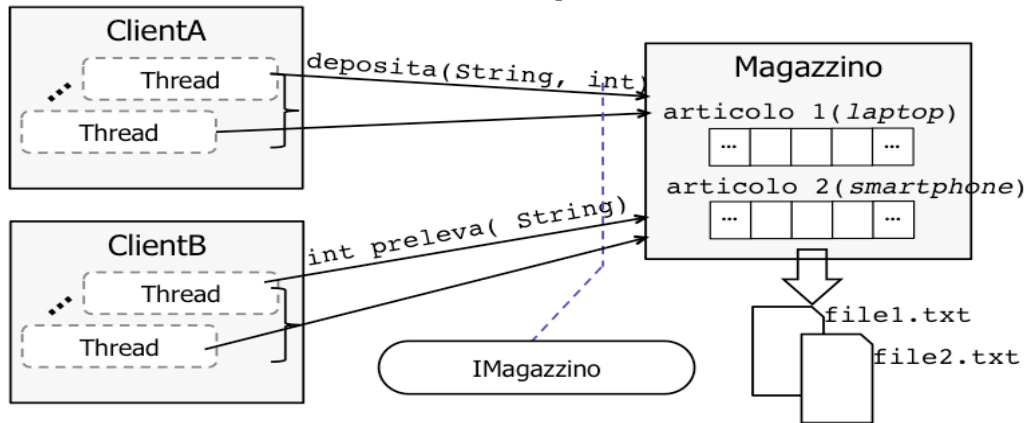 ClientA
Thread
Thread
deposita(String, int)
Magazzino
articolo 1(laptop)
... ...
articolo 2(smartphone)
... ...
ClientB
Thread
Thread
int preleva( String)
IMagazzino
file1.txt
file2.txt